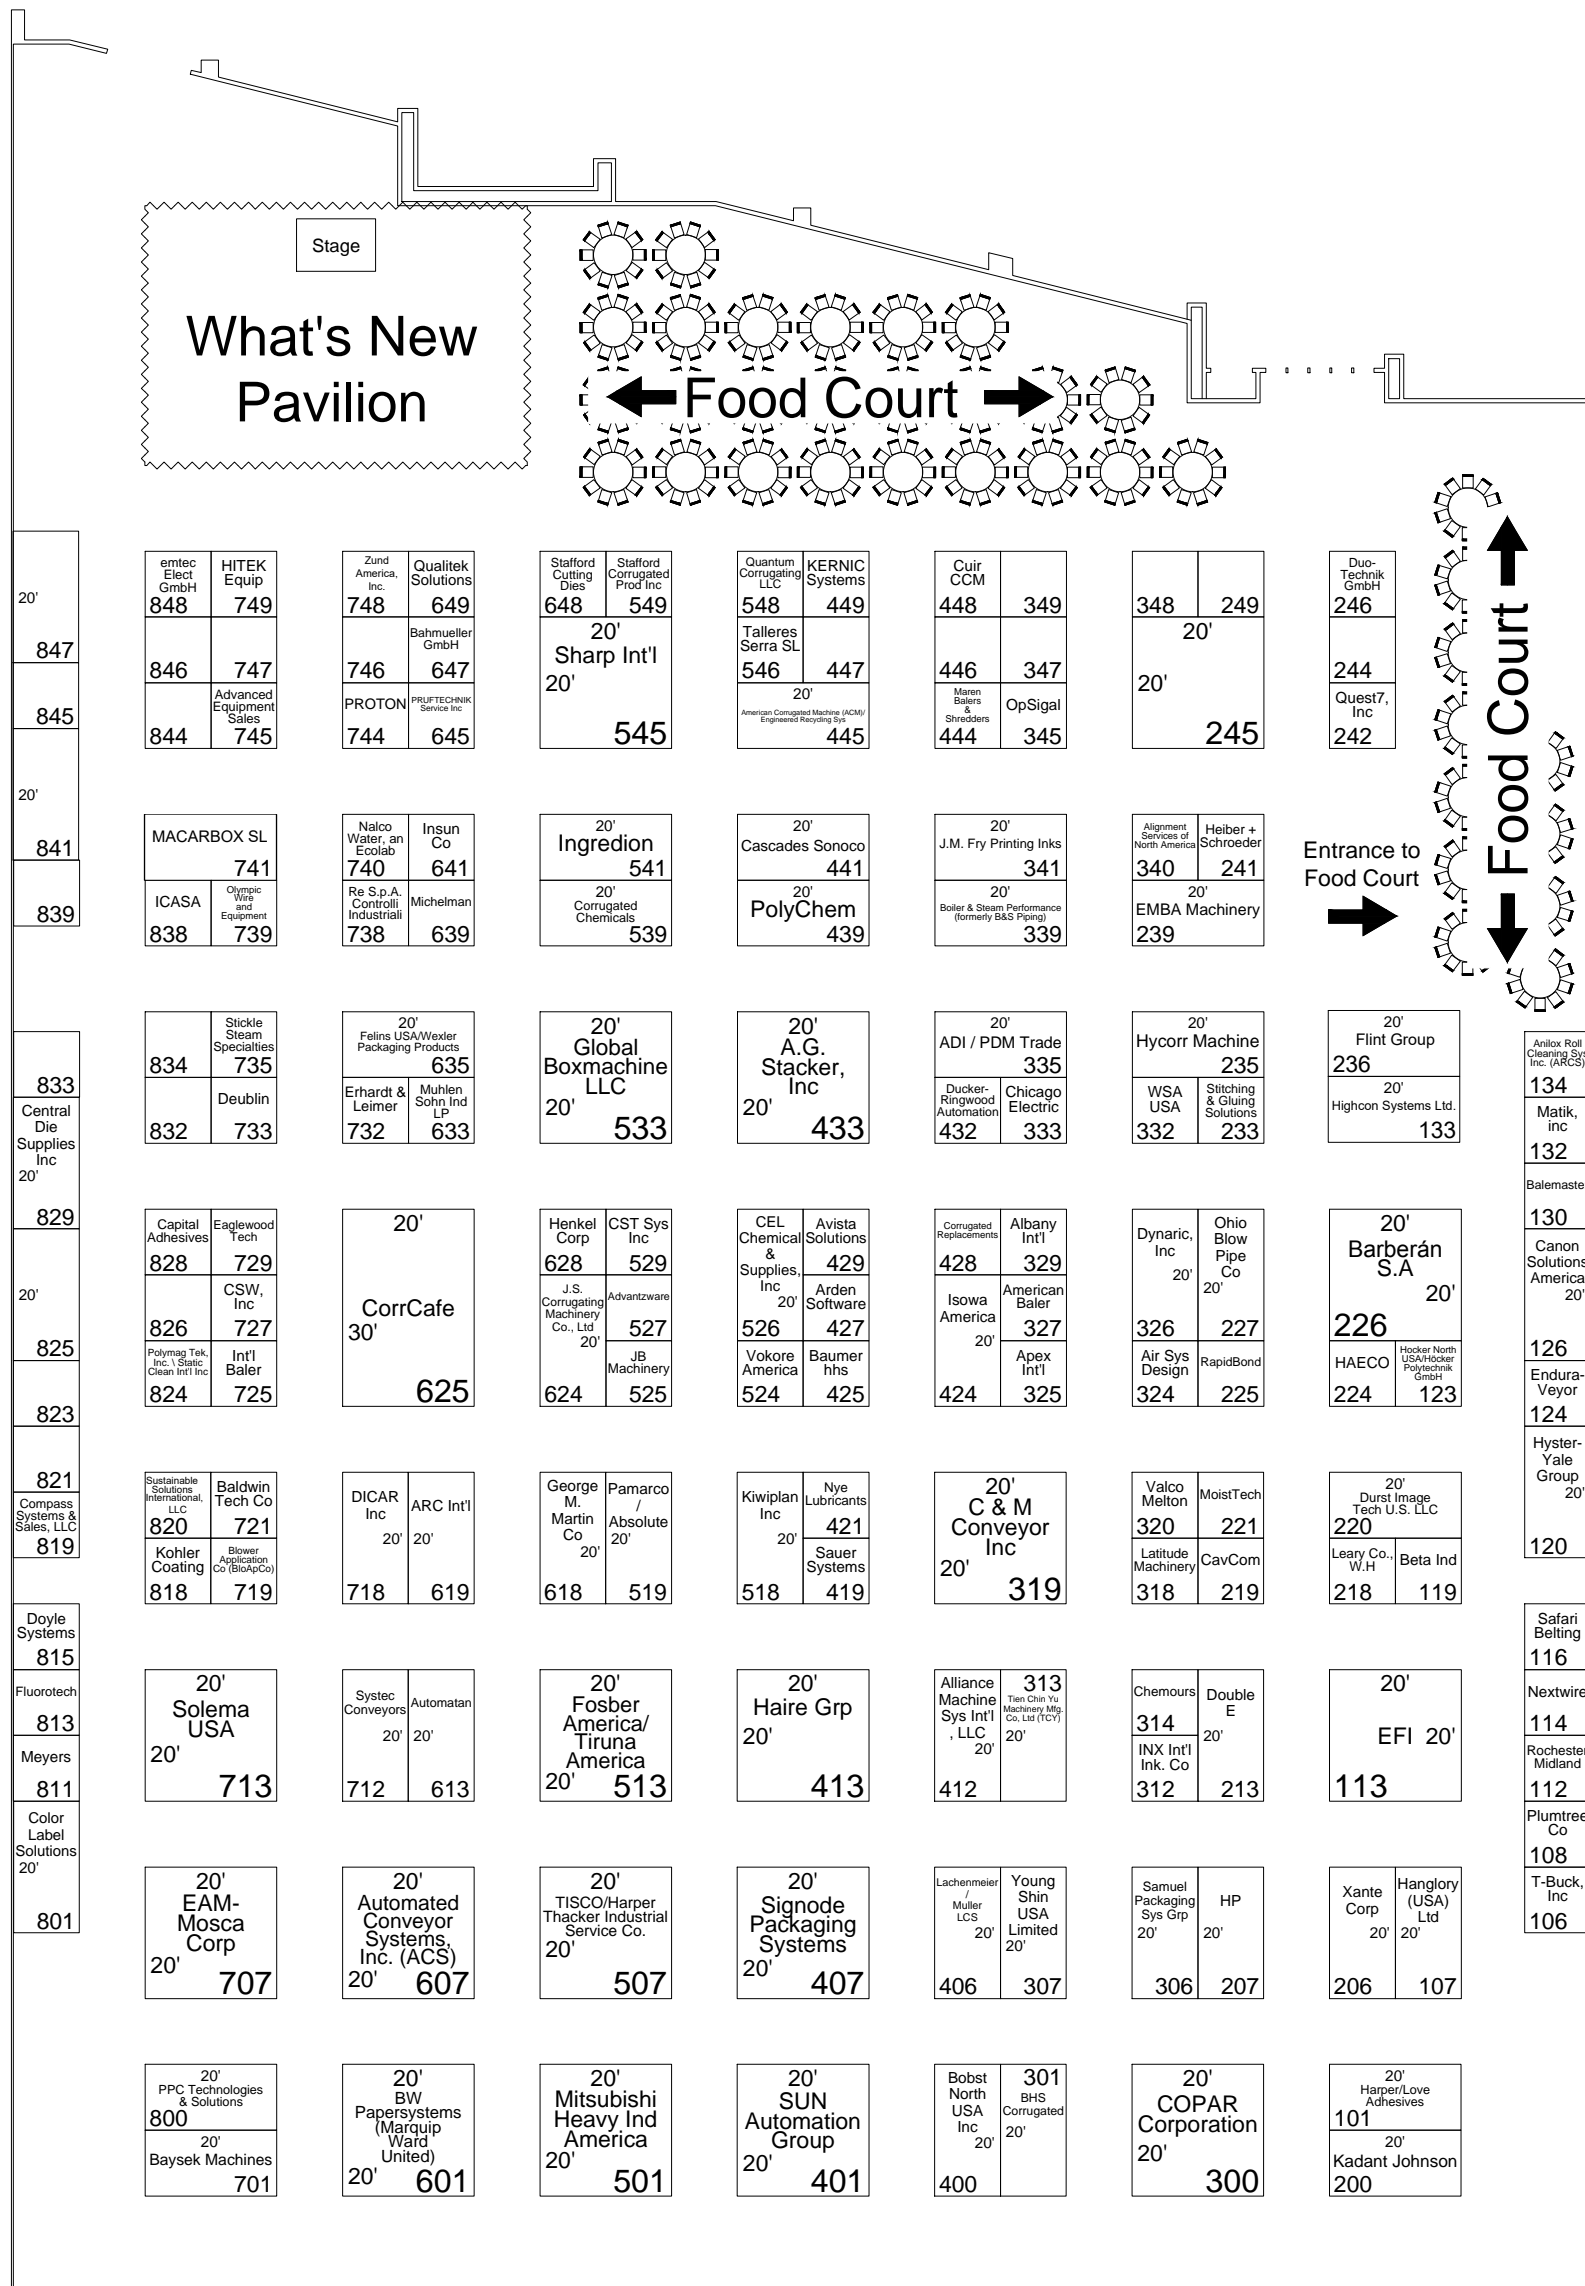 Stage
What's New
Pavilion
Food Court
Food Court
Entrance to
Food Court
20'
847
845
20'
841
839
833
Central
Die
Supplies
Inc
20'
829
20'
825
823
821
Compass
Systems &
Sales, LLC
819
Doyle
Systems
815
Fluorotech
813
Meyers
811
Color
Label
Solutions
20'
801
emtec
Elect
GmbH
848
HITEK
Equip
749
846
747
844
Advanced
Equipment
Sales
745
Zund
America,
Inc.
748
Qualitek
Solutions
649
746
Bahmueller
GmbH
647
PROTON
744
PRUFTECHNIK
Service Inc
645
Stafford
Cutting
Dies
648
Stafford
Corrugated
Prod Inc
549
20'
Sharp Int'l
20'
545
Quantum
Corrugating
LLC
548
KERNIC
Systems
449
Talleres
Serra SL
546
447
20'
American Corrugated Machine (ACM)/
Engineered Recycling Sys
445
Cuir
CCM
448
349
446
347
Maren
Balers
&
Shredders
444
OpSigal
345
348
249
20'
20'
245
Duo-
Technik
GmbH
246
244
Quest7,
Inc
242
MACARBOX SL
741
ICASA
838
Olympic
Wire
and
Equipment
739
Nalco
Water, an
Ecolab
740
Insun
Co
641
Re S.p.A.
Controlli
Industriali
738
Michelman
639
20'
Ingredion
541
20'
Corrugated
Chemicals
539
20'
Cascades Sonoco
441
20'
PolyChem
439
20'
J.M. Fry Printing Inks
341
20'
Boiler & Steam Performance
(formerly B&S Piping)
339
Alignment
Services of
North America
340
Heiber +
Schroeder
241
20'
EMBA Machinery
239
834
Stickle
Steam
Specialties
735
832
Deublin
733
20'
Felins USA/Wexler
Packaging Products
635
Erhardt &
Leimer
732
Muhlen
Sohn Ind
LP
633
20'
Global
Boxmachine
LLC
20'
533
20'
A.G.
Stacker,
Inc
20'
433
20'
ADI / PDM Trade
335
Ducker-
Ringwood
Automation
432
Chicago
Electric
333
20'
Hycorr Machine
235
WSA
USA
332
Stitching
& Gluing
Solutions
233
20'
Flint Group
236
20'
Highcon Systems Ltd.
133
Anilox Roll
Cleaning Sys
Inc. (ARCS)
134
Matik,
inc
132
Balemaste
130
Canon
Solutions
America
20'
126
Endura-
Veyor
124
Hyster-
Yale
Group
20'
120
Capital
Adhesives
828
Eaglewood
Tech
729
826
CSW,
Inc
727
Polymag Tek,
Inc. \ Static
Clean Int'l Inc
824
Int'l
Baler
725
20'
CorrCafe
30'
625
Henkel
Corp
628
CST Sys
Inc
529
J.S.
Corrugating
Machinery
Co., Ltd
20'
624
Advantzware
527
JB
Machinery
525
CEL
Chemical
&
Supplies,
Inc
20'
526
Avista
Solutions
429
Arden
Software
427
Vokore
America
524
Baumer
hhs
425
Corrugated
Replacements
428
Albany
Int'l
329
Isowa
America
20'
424
American
Baler
327
Apex
Int'l
325
Dynaric,
Inc
20'
326
Ohio
Blow
Pipe
Co
20'
227
Air Sys
Design
324
RapidBond
225
20'
Barberán
S.A
20'
226
HAECO
224
Hocker North
USA/Höcker
Polytechnik
GmbH
123
Sustainable
Solutions
International,
LLC
820
Baldwin
Tech Co
721
Kohler
Coating
818
Blower
Application
Co (BloApCo)
719
DICAR
Inc
20'
718
ARC Int'l
20'
619
George
M.
Martin
Co
20'
618
Pamarco
/
Absolute
20'
519
Kiwiplan
Inc
20'
518
Nye
Lubricants
421
Sauer
Systems
419
20'
C & M
Conveyor
Inc
20'
319
Valco
Melton
320
MoistTech
221
Latitude
Machinery
318
CavCom
219
20'
Durst Image
Tech U.S. LLC
220
Leary Co.,
W.H
218
Beta Ind
119
Safari
Belting
116
Nextwire
114
Rochester
Midland
112
Plumtree
Co
108
T-Buck,
Inc
106
20'
Solema
USA
20'
713
Systec
Conveyors
20'
712
Automatan
20'
613
20'
Fosber
America/
Tiruna
America
20'
513
20'
Haire Grp
20'
413
Alliance
Machine
Sys Int'l
, LLC
20'
412
313
Tien Chin Yu
Machinery Mfg.
Co, Ltd (TCY)
20'
Chemours
314
INX Int'l
Ink. Co
312
Double
E
20'
213
20'
EFI 20'
113
20'
EAM-
Mosca
Corp
20'
707
20'
Automated
Conveyor
Systems,
Inc. (ACS)
20'
607
20'
TISCO/Harper
Thacker Industrial
Service Co.
20'
507
20'
Signode
Packaging
Systems
20'
407
Lachenmeier
/
Muller
LCS
20'
406
Young
Shin
USA
Limited
20'
307
Samuel
Packaging
Sys Grp
20'
306
HP
20'
207
Xante
Corp
20'
206
Hanglory
(USA)
Ltd
20'
107
20'
PPC Technologies
& Solutions
800
20'
Baysek Machines
701
20'
BW
Papersystems
(Marquip
Ward
United)
20'
601
20'
Mitsubishi
Heavy Ind
America
20'
501
20'
SUN
Automation
Group
20'
401
Bobst
North
USA
Inc
20'
400
301
BHS
Corrugated
20'
20'
COPAR
Corporation
20'
300
20'
Harper/Love
Adhesives
101
20'
Kadant Johnson
200